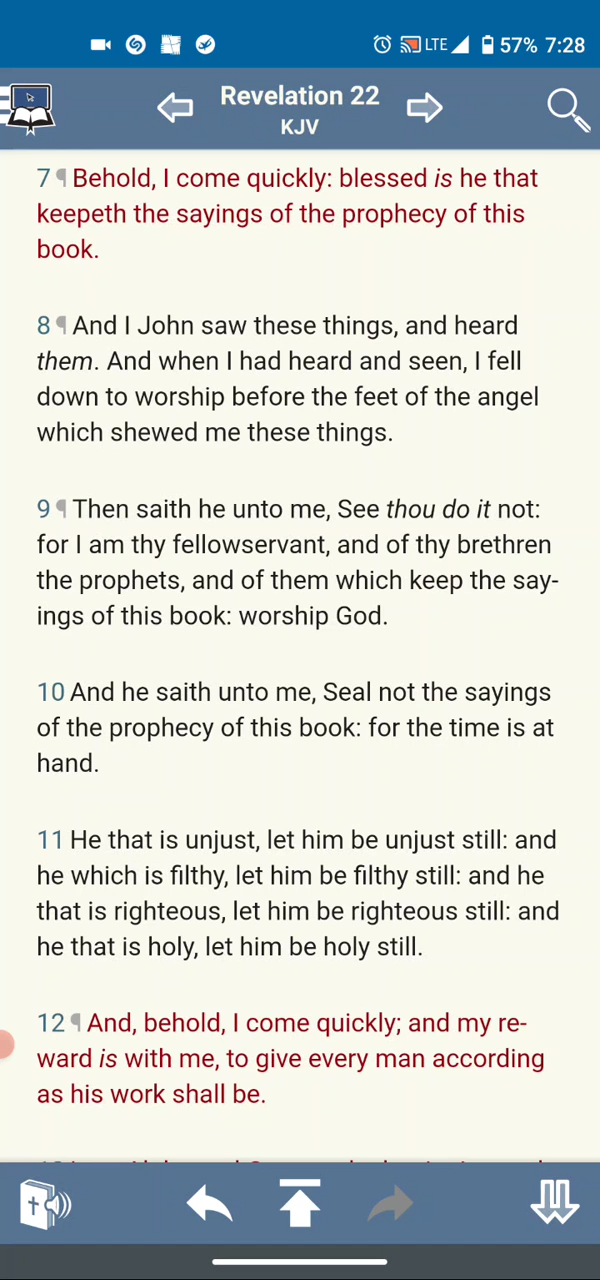 LTE 57% 7:28
Revelation 22
KJV
7 ¶ Behold, I come quickly: blessed is he that
keepeth the sayings of the prophecy of this
book.
8 ¶ And I John saw these things, and heard
them. And when I had heard and seen, I fell
down to worship before the feet of the angel
which shewed me these things.
9 ¶ Then saith he unto me, See thou do it not:
for I am thy fellowservant, and of thy brethren
the prophets, and of them which keep the say-
ings of this book: worship God.
10 And he saith unto me, Seal not the sayings
of the prophecy of this book: for the time is at
hand.
11 He that is unjust, let him be unjust still: and
he which is filthy, let him be filthy still: and he
that is righteous, let him be righteous still: and
he that is holy, let him be holy still.
12 ¶ And, behold, I come quickly; and my re-
ward is with me, to give every man according
as his work shall be.